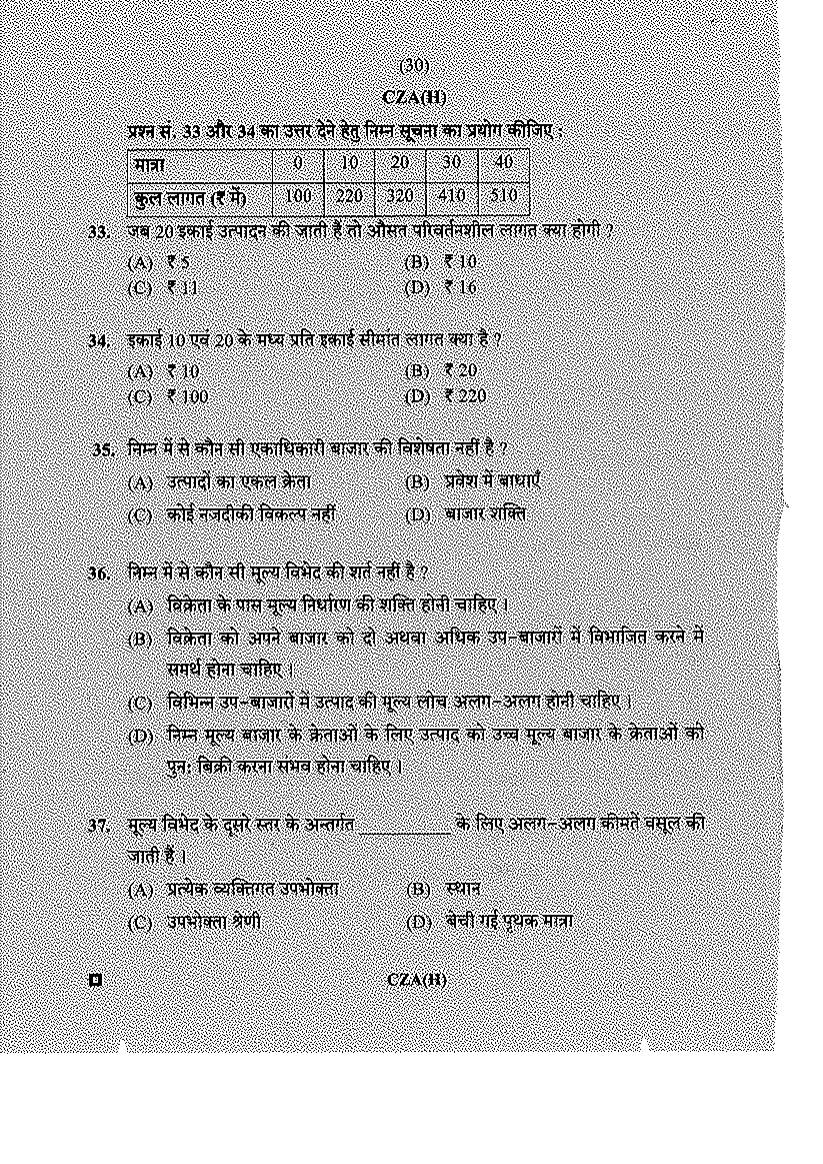 (30)
CZA(H)
प्रश्न सं. 33 और 34 का उत्तर देने हेतु निम्न सूचना का प्रयोग कीजिए :
मात्रा 0 10 20 30 40
कुल लागत (₹ में) 100 220 320 410 510
33. जब 20 इकाई उत्पादन की जाती हैं तो औसत परिवर्तनशील लागत क्या होगी ?
(A) ₹ 5 (B) ₹ 10
(C) ₹ 11 (D) ₹ 16
34. इकाई 10 एवं 20 के मध्य प्रति इकाई सीमांत लागत क्या है ?
(A) ₹ 10 (B) ₹ 20
(C) ₹ 100 (D) ₹ 220
35. निम्न में से कौन सी एकाधिकारी बाजार की विशेषता नहीं है ?
(A) उत्पादों का एकल क्रेता (B) प्रवेश में बाधाएँ
(C) कोई नजदीकी विकल्प नहीं (D) बाजार शक्ति
36. निम्न में से कौन सी मूल्य विभेद की शर्त नहीं है ?
(A) विक्रेता के पास मूल्य निर्धारण की शक्ति होनी चाहिए ।
(B) विक्रेता को अपने बाजार को दो अथवा अधिक उप-बाजारों में विभाजित करने में
समर्थ होना चाहिए ।
(C) विभिन्न उप-बाजारों में उत्पाद की मूल्य लोच अलग-अलग होनी चाहिए ।
(D) निम्न मूल्य बाजार के क्रेताओं के लिए उत्पाद को उच्च मूल्य बाजार के क्रेताओं को
पुनः बिक्री करना संभव होना चाहिए ।
37. मूल्य विभेद के दूसरे स्तर के अन्तर्गत __________ के लिए अलग-अलग कीमतें वसूल की
जाती हैं ।
(A) प्रत्येक व्यक्तिगत उपभोक्ता (B) स्थान
(C) उपभोक्ता श्रेणी (D) बेची गई पृथक मात्रा
CZA(H)